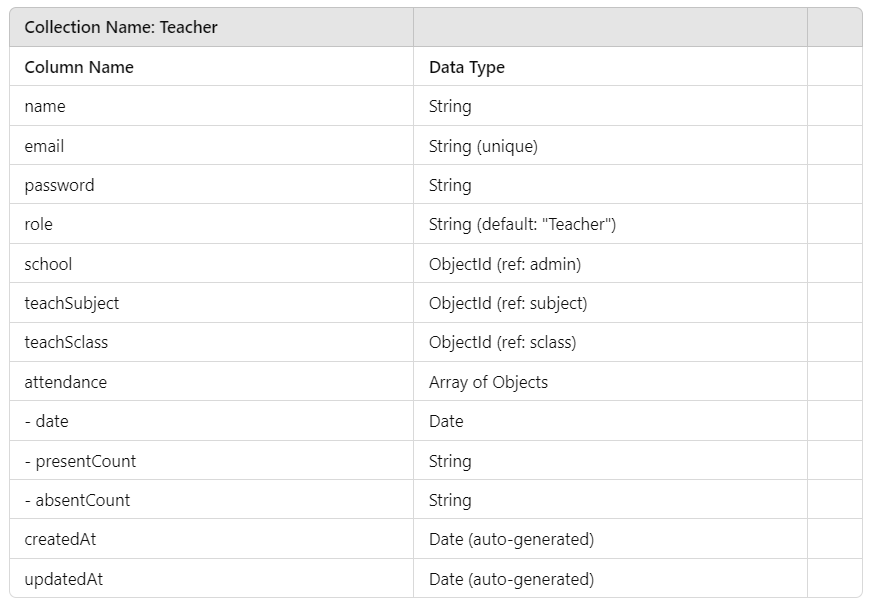 Collection Name: Teacher
Column Name Data Type
name String
email String (unique)
password String
role String (default: "Teacher")
school ObjectId (ref: admin)
teachSubject ObjectId (ref: subject)
teachSclass ObjectId (ref: sclass)
attendance Array of Objects
- date Date
- presentCount String
- absentCount String
createdAt Date (auto-generated)
updatedAt Date (auto-generated)